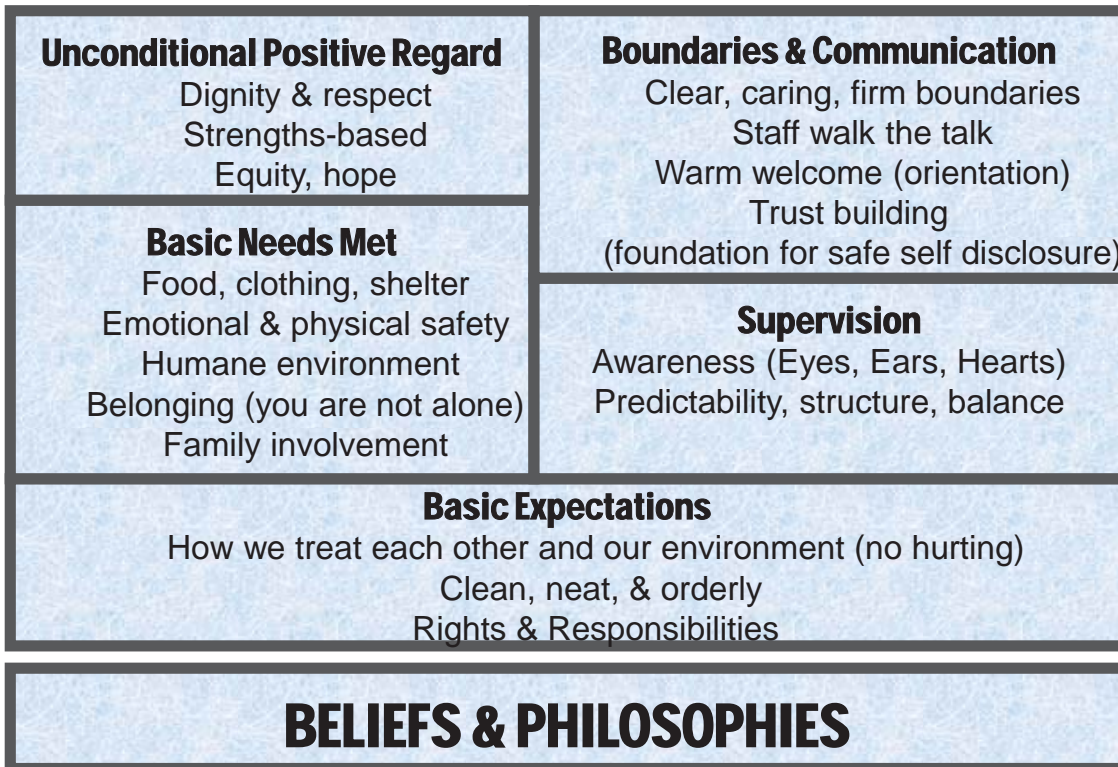 Unconditional Positive Regard
Dignity & respect
Strengths-based
Equity, hope
Basic Needs Met
Food, clothing, shelter
Emotional & physical safety
Humane environment
Belonging (you are not alone)
Family involvement
Boundaries & Communication
Clear, caring, firm boundaries
Staff walk the talk
Warm welcome (orientation)
Trust building
(foundation for safe self disclosure)
Supervision
Awareness (Eyes, Ears, Hearts)
Predictability, structure, balance
Basic Expectations
How we treat each other and our environment (no hurting)
Clean, neat, & orderly
Rights & Responsibilities
BELIEFS & PHILOSOPHIES